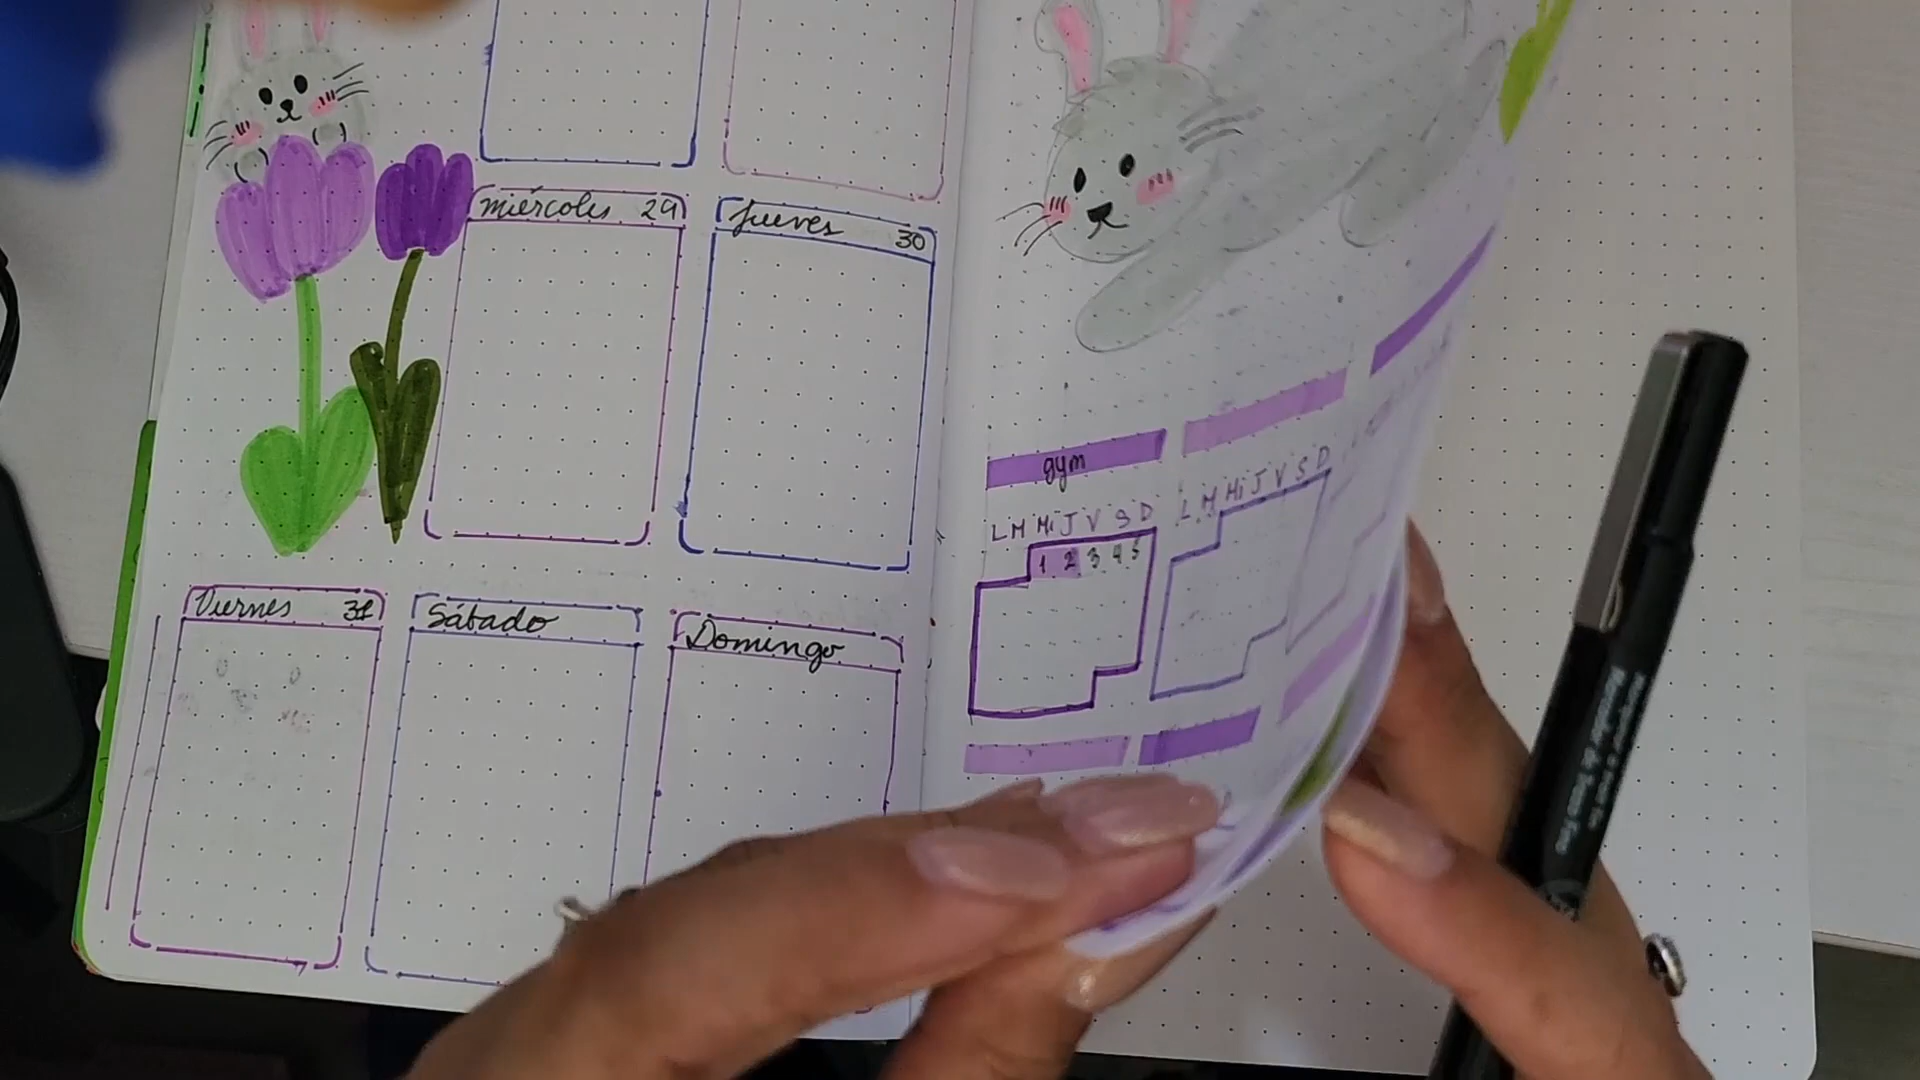 miércoles 29
Jueves 30
Viernes 31
Sábado
Domingo
gym
L M Mi J V S D
1 2 3 4 5
L M Mi J V S D